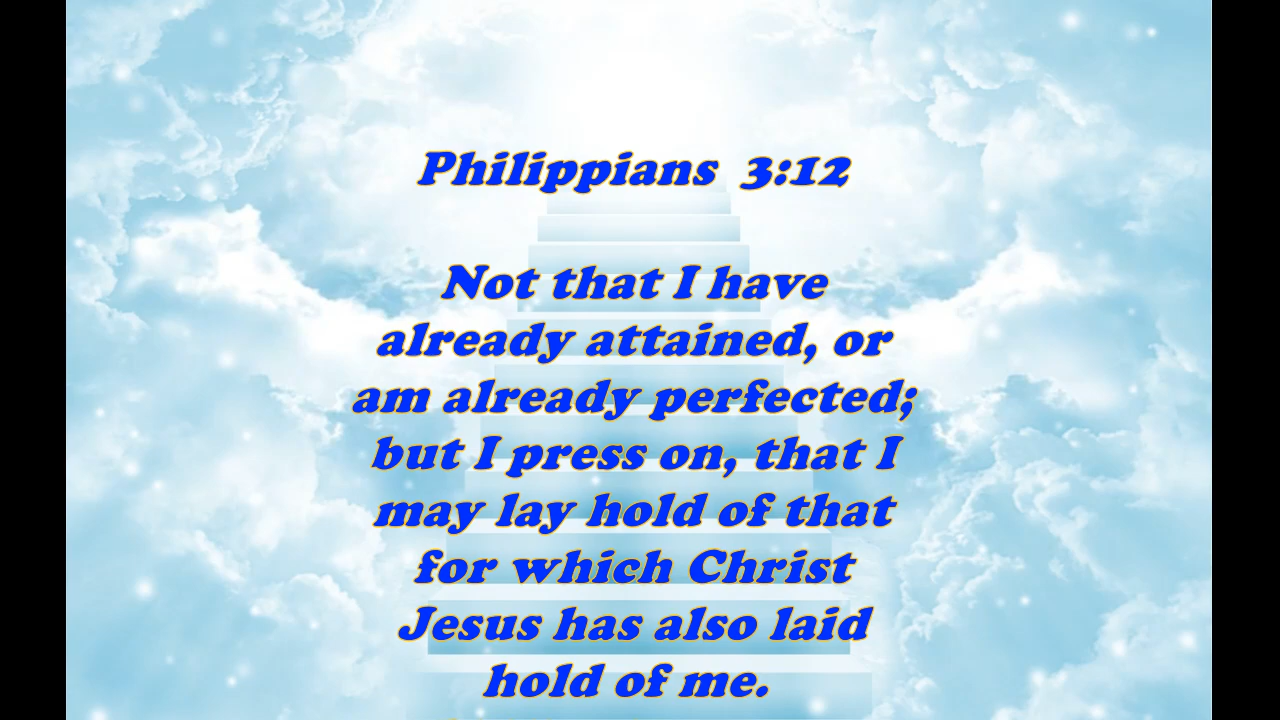 Philippians 3:12
Not that I have
already attained, or
am already perfected;
but I press on, that I
may lay hold of that
for which Christ
Jesus has also laid
hold of me.